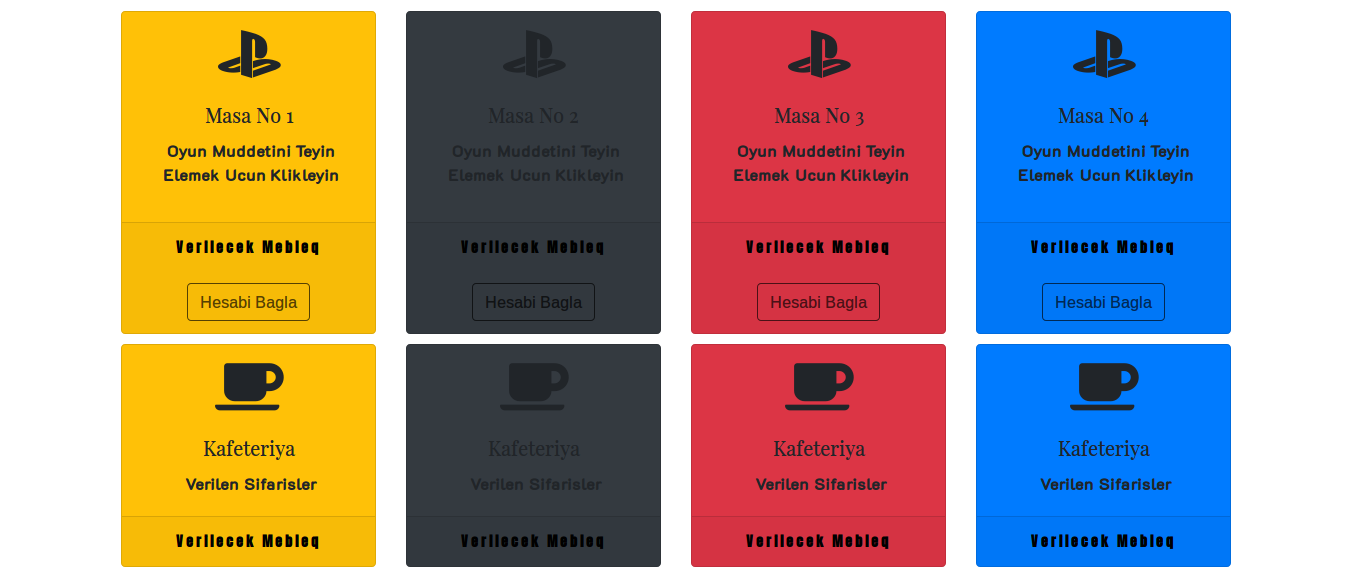 Masa No 1
Oyun Muddetini Teyin
Elemek Ucun Klikleyin
Verilecek Mebleq
Hesabi Bagla
Masa No 2
Oyun Muddetini Teyin
Elemek Ucun Klikleyin
Verilecek Mebleq
Hesabi Bagla
Masa No 3
Oyun Muddetini Teyin
Elemek Ucun Klikleyin
Verilecek Mebleq
Hesabi Bagla
Masa No 4
Oyun Muddetini Teyin
Elemek Ucun Klikleyin
Verilecek Mebleq
Hesabi Bagla
Kafeteriya
Verilen Sifarisler
Verilecek Mebleq
Kafeteriya
Verilen Sifarisler
Verilecek Mebleq
Kafeteriya
Verilen Sifarisler
Verilecek Mebleq
Kafeteriya
Verilen Sifarisler
Verilecek Mebleq